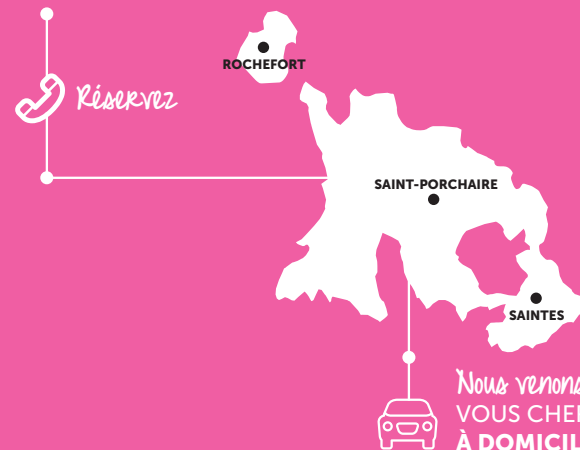 ROCHEFORT
Réservez
SAINT-PORCHAIRE
SAINTES
Nous venons
VOUS CHE
À DOMICIL